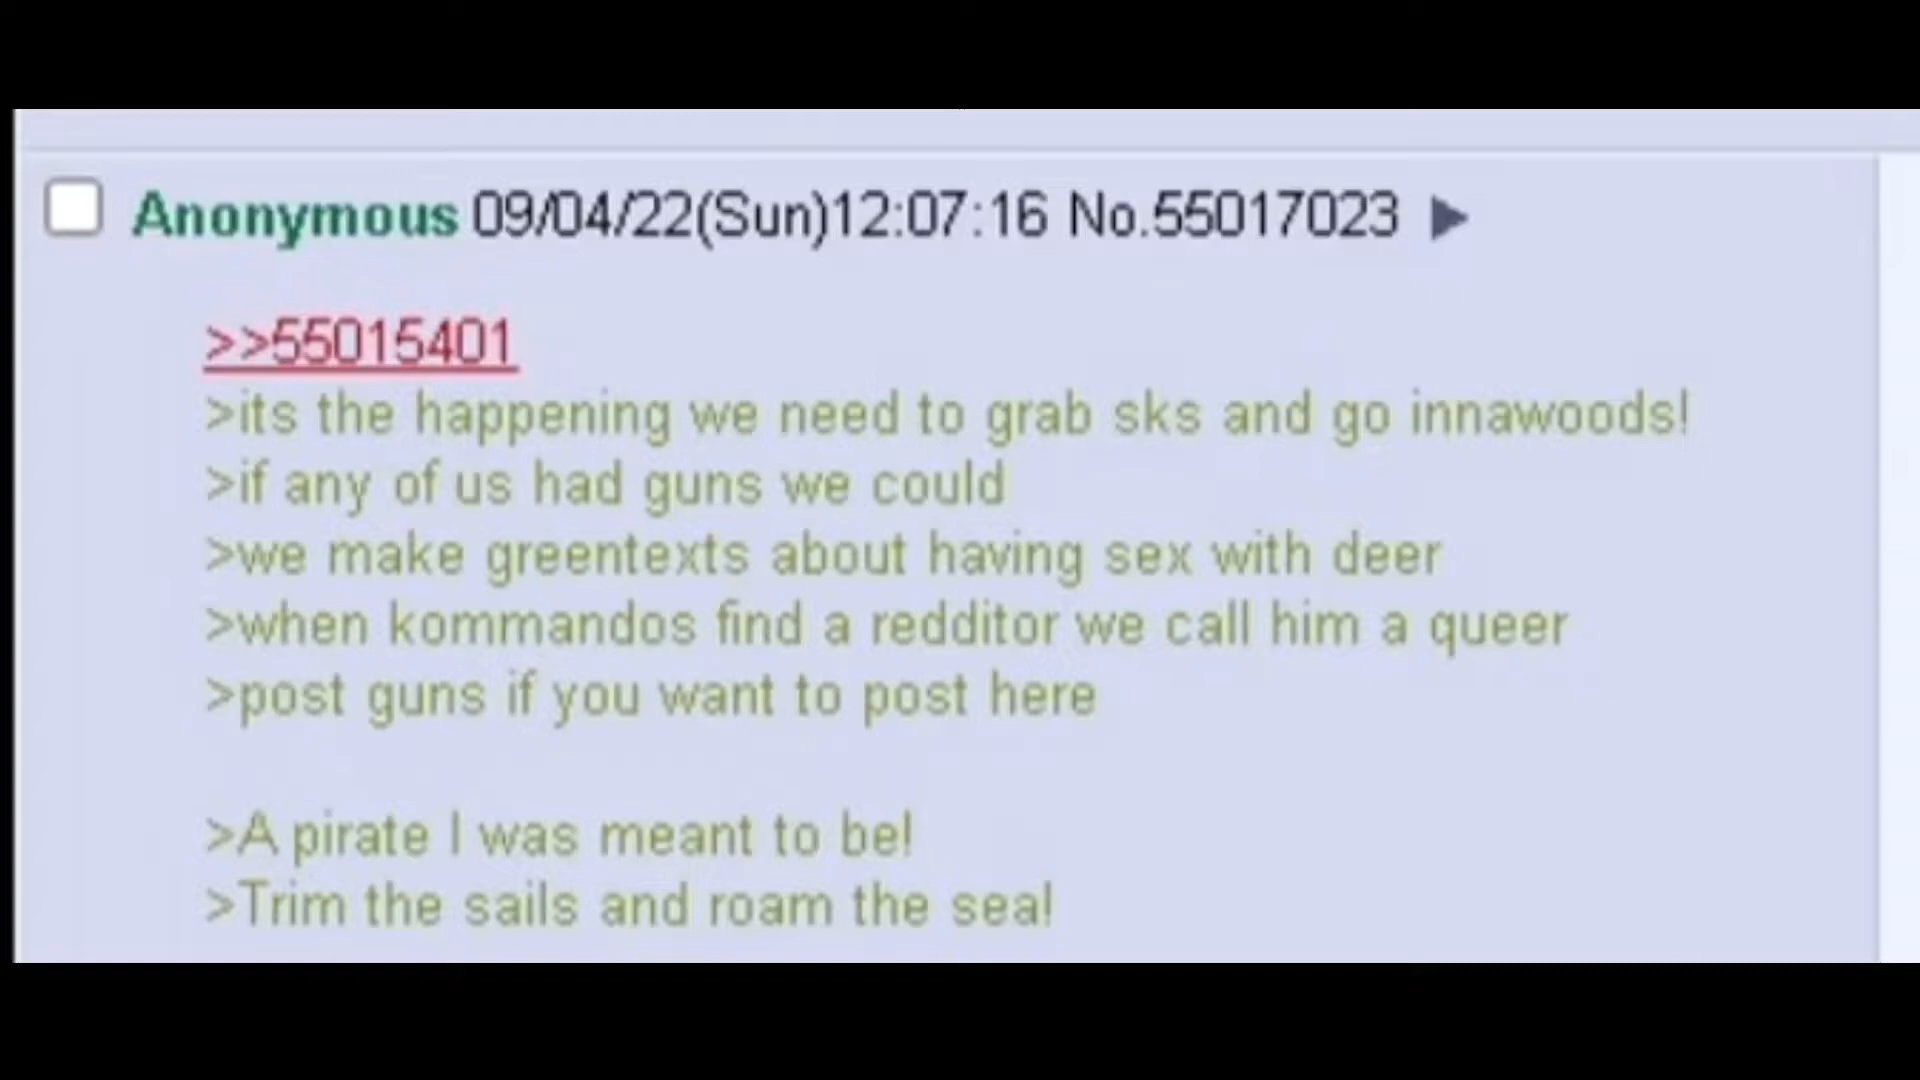 Anonymous 09/04/22(Sun)12:07:16 No.55017023 ▶
>>55015401
>its the happening we need to grab sks and go innawoods!
>if any of us had guns we could
>we make greentexts about having sex with deer
>when kommandos find a redditor we call him a queer
>post guns if you want to post here
>A pirate I was meant to be!
>Trim the sails and roam the sea!